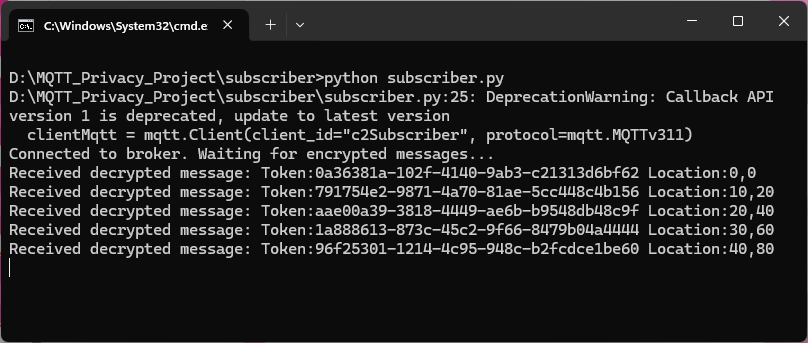 C:\Windows\System32\cmd.e
D:\MQTT_Privacy_Project\subscriber>python subscriber.py
D:\MQTT_Privacy_Project\subscriber\subscriber.py:25: DeprecationWarning: Callback API
version 1 is deprecated, update to latest version
  clientMqtt = mqtt.Client(client_id="c2Subscriber", protocol=mqtt.MQTTv311)
Connected to broker. Waiting for encrypted messages...
Received decrypted message: Token:0a36381a-102f-4140-9ab3-c21313d6bf62 Location:0,0
Received decrypted message: Token:791754e2-9871-4a70-81ae-5cc448c4b156 Location:10,20
Received decrypted message: Token:aae00a39-3818-4449-ae6b-b9548db48c9f Location:20,40
Received decrypted message: Token:1a888613-873c-45c2-9f66-8479b04a4444 Location:30,60
Received decrypted message: Token:96f25301-1214-4c95-948c-b2fcdce1be60 Location:40,80